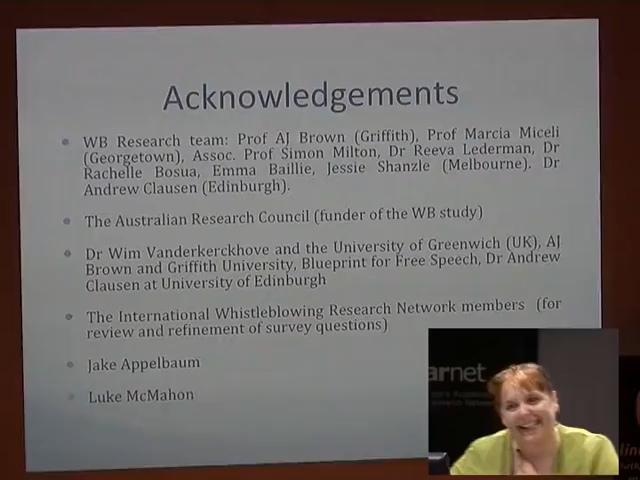 Acknowledgements
WB Research team: Prof AJ Brown (Griffith), Prof Marcia Miceli
(Georgetown), Assoc. Prof Simon Milton, Dr Reeva Lederman, Dr
Rachelle Bosua, Emma Baillie, Jessie Shanzle (Melbourne). Dr
Andrew Clausen (Edinburgh).
The Australian Research Council (funder of the WB study)
Dr Wim Vanderkerckhove and the University of Greenwich (UK), AJ
Brown and Griffith University, Blueprint for Free Speech, Dr Andrew
Clausen at University of Edinburgh
The International Whistleblowing Research Network members (for
review and refinement of survey questions)
Jake Appelbaum
Luke McMahon
arnet